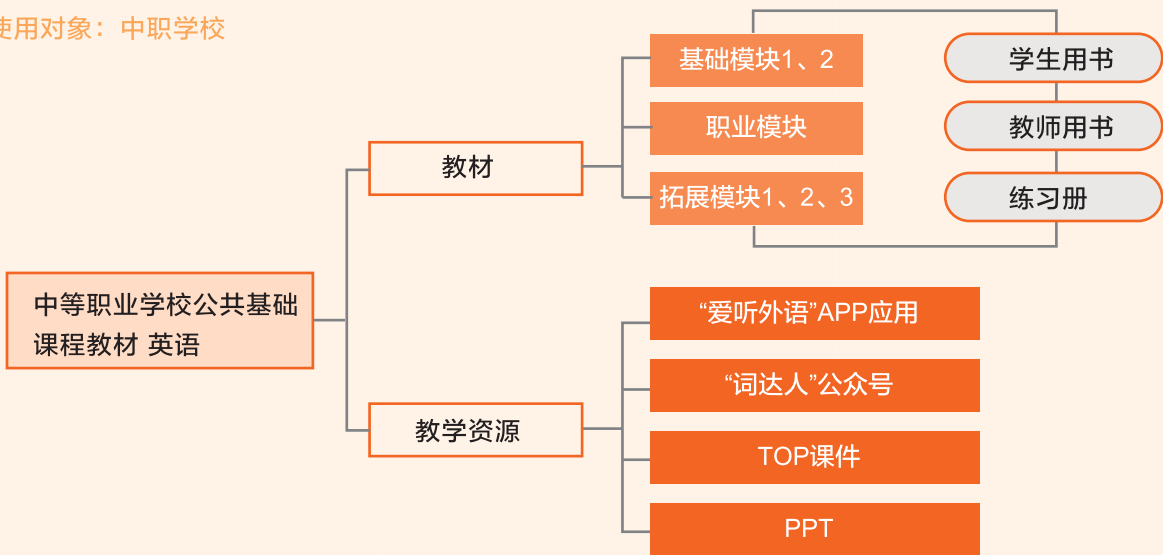 使用对象：中职学校
基础模块1、2
学生用书
职业模块
教师用书
教材
拓展模块1、2、3
练习册
中等职业学校公共基础
课程教材 英语
“爱听外语”APP应用
“词达人”公众号
教学资源
TOP课件
PPT